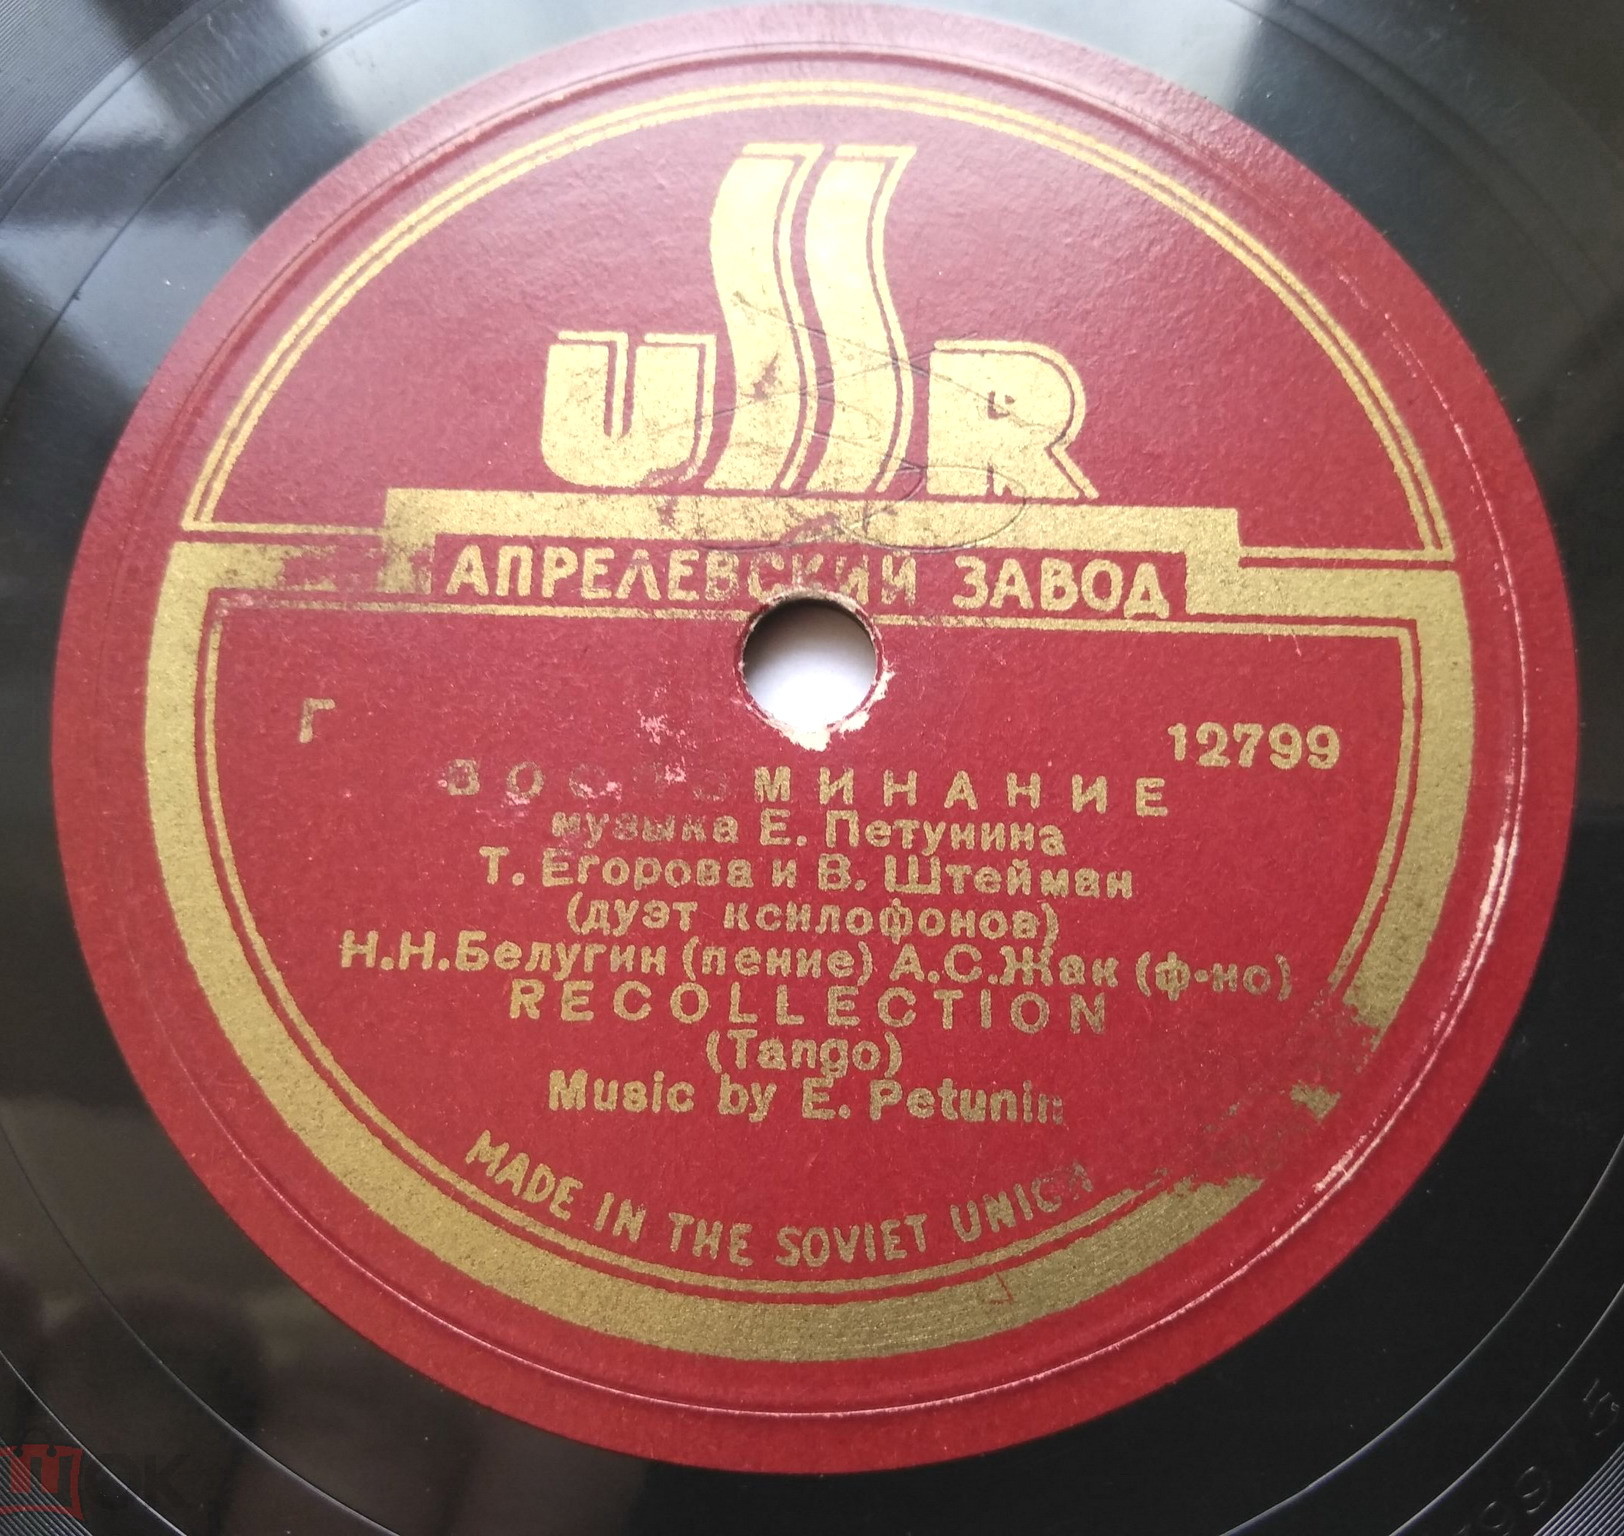 USSR
АПРЕЛЕВСКИЙ ЗАВОД
Г 12799
ВОСПОМИНАНИЕ
музыка Е. Петунина
Т. Егорова и В. Штейман
(дуэт ксилофонов)
Н.Н.Белугин (пение) А.С.Жак (ф-но)
RECOLLECTION
(Tango)
Music by E. Petunin
MADE IN THE SOVIET UNION